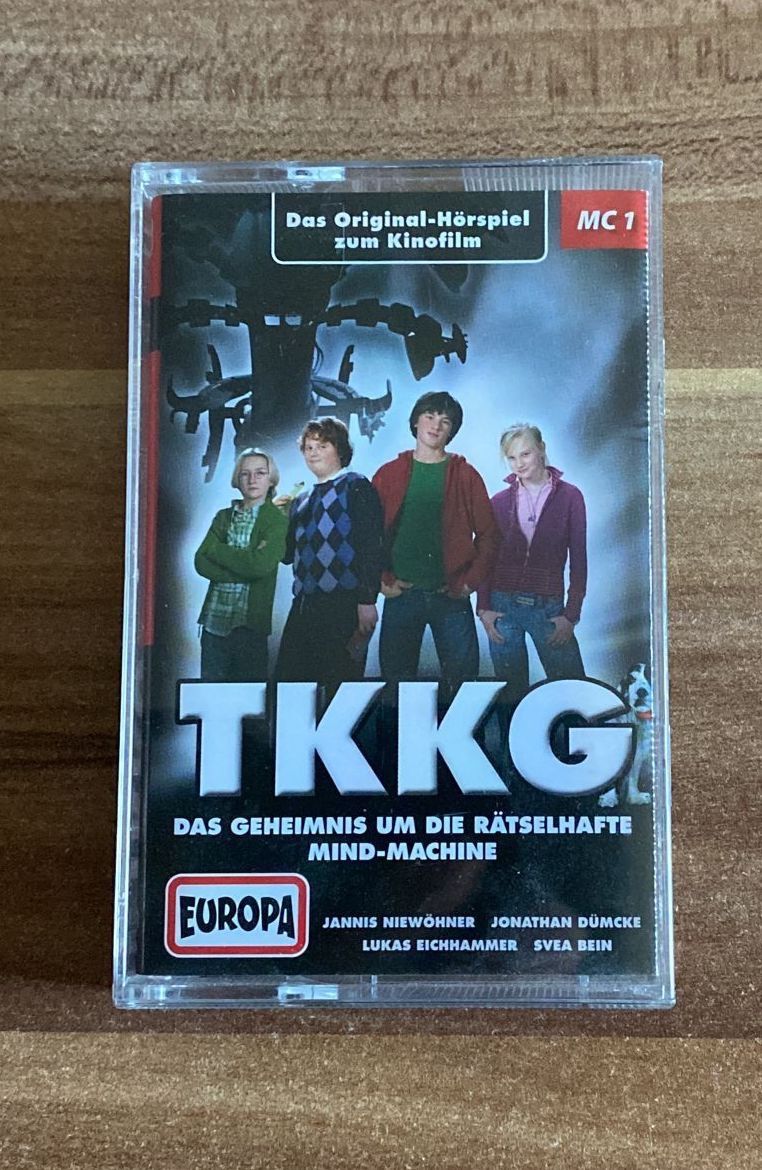 Das Original-Hörspiel
zum Kinofilm
MC 1
TKKG
DAS GEHEIMNIS UM DIE RÄTSELHAFTE
MIND-MACHINE
EUROPA
JANNIS NIEWÖHNER JONATHAN DÜMCKE
LUKAS EICHHAMMER SVEA BEIN